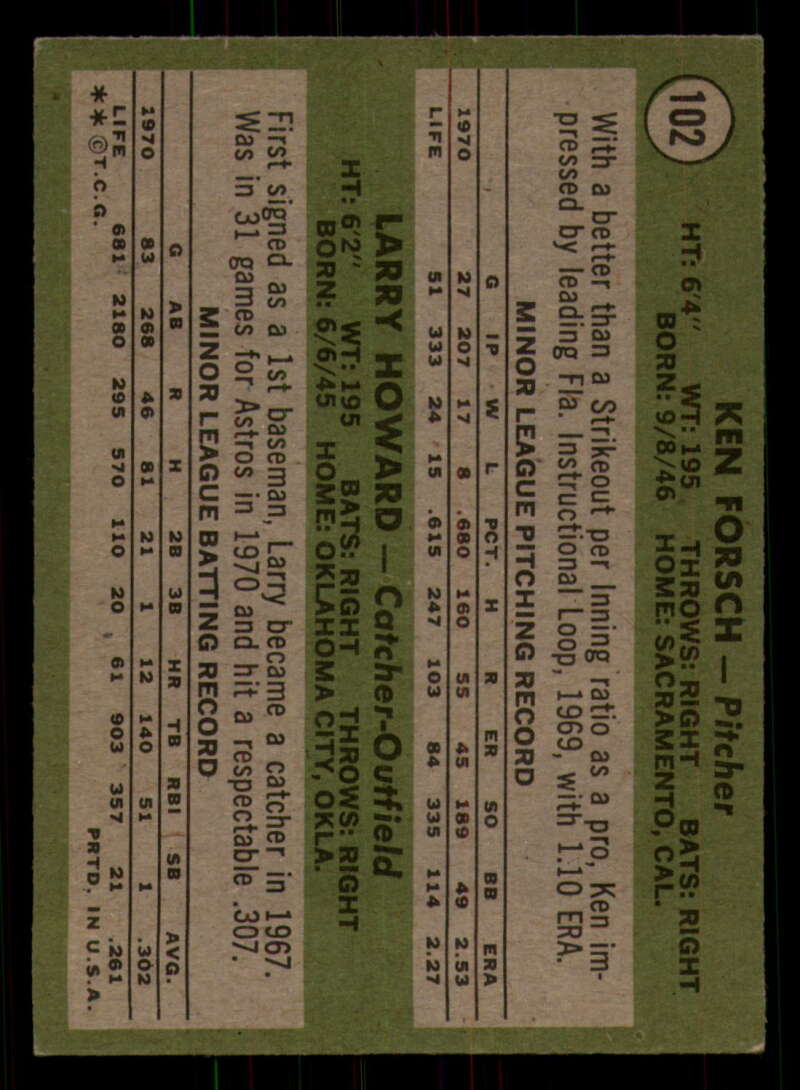 102
KEN FORSCH — Pitcher
HT: 6'4" WT: 195 THROWS: RIGHT BATS: RIGHT
BORN: 9/8/46 HOME: SACRAMENTO, CAL.
With a better than a Strikeout per Inning ratio as a pro, Ken im-
pressed by leading Fla. Instructional Loop, 1969, with 1.10 ERA.
MINOR LEAGUE PITCHING RECORD
G IP W L PCT. H R ER SO BB ERA
1970 27 207 17 8 .680 160 55 45 189 49 2.53
LIFE 51 333 24 15 .615 247 103 84 335 114 2.27
LARRY HOWARD — Catcher-Outfield
HT: 6'2" WT: 195 BATS: RIGHT THROWS: RIGHT
BORN: 6/6/45 HOME: OKLAHOMA CITY, OKLA.
First signed as a 1st baseman, Larry became a catcher in 1967.
Was in 31 games for Astros in 1970 and hit a respectable .307.
MINOR LEAGUE BATTING RECORD
G AB R H 2B 3B HR TB RBI SB AVG.
1970 83 268 46 81 21 1 12 140 51 1 .302
LIFE 681 2180 295 570 110 20 61 903 357 21 .261
**©T.C.G. PRTD. IN U.S.A.